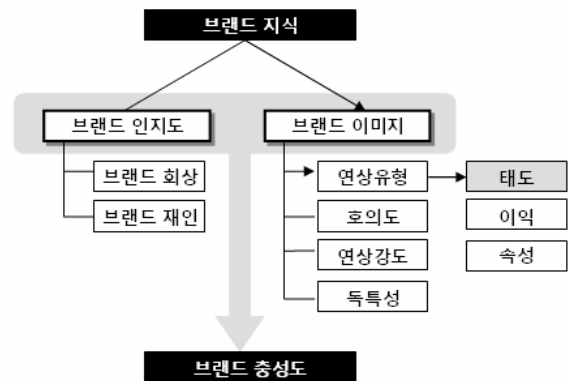 브랜드 지식
브랜드 인지도
브랜드 이미지
브랜드 회상
연상유형
태도
브랜드 재인
호의도
이익
연상강도
속성
독특성
브랜드 충성도